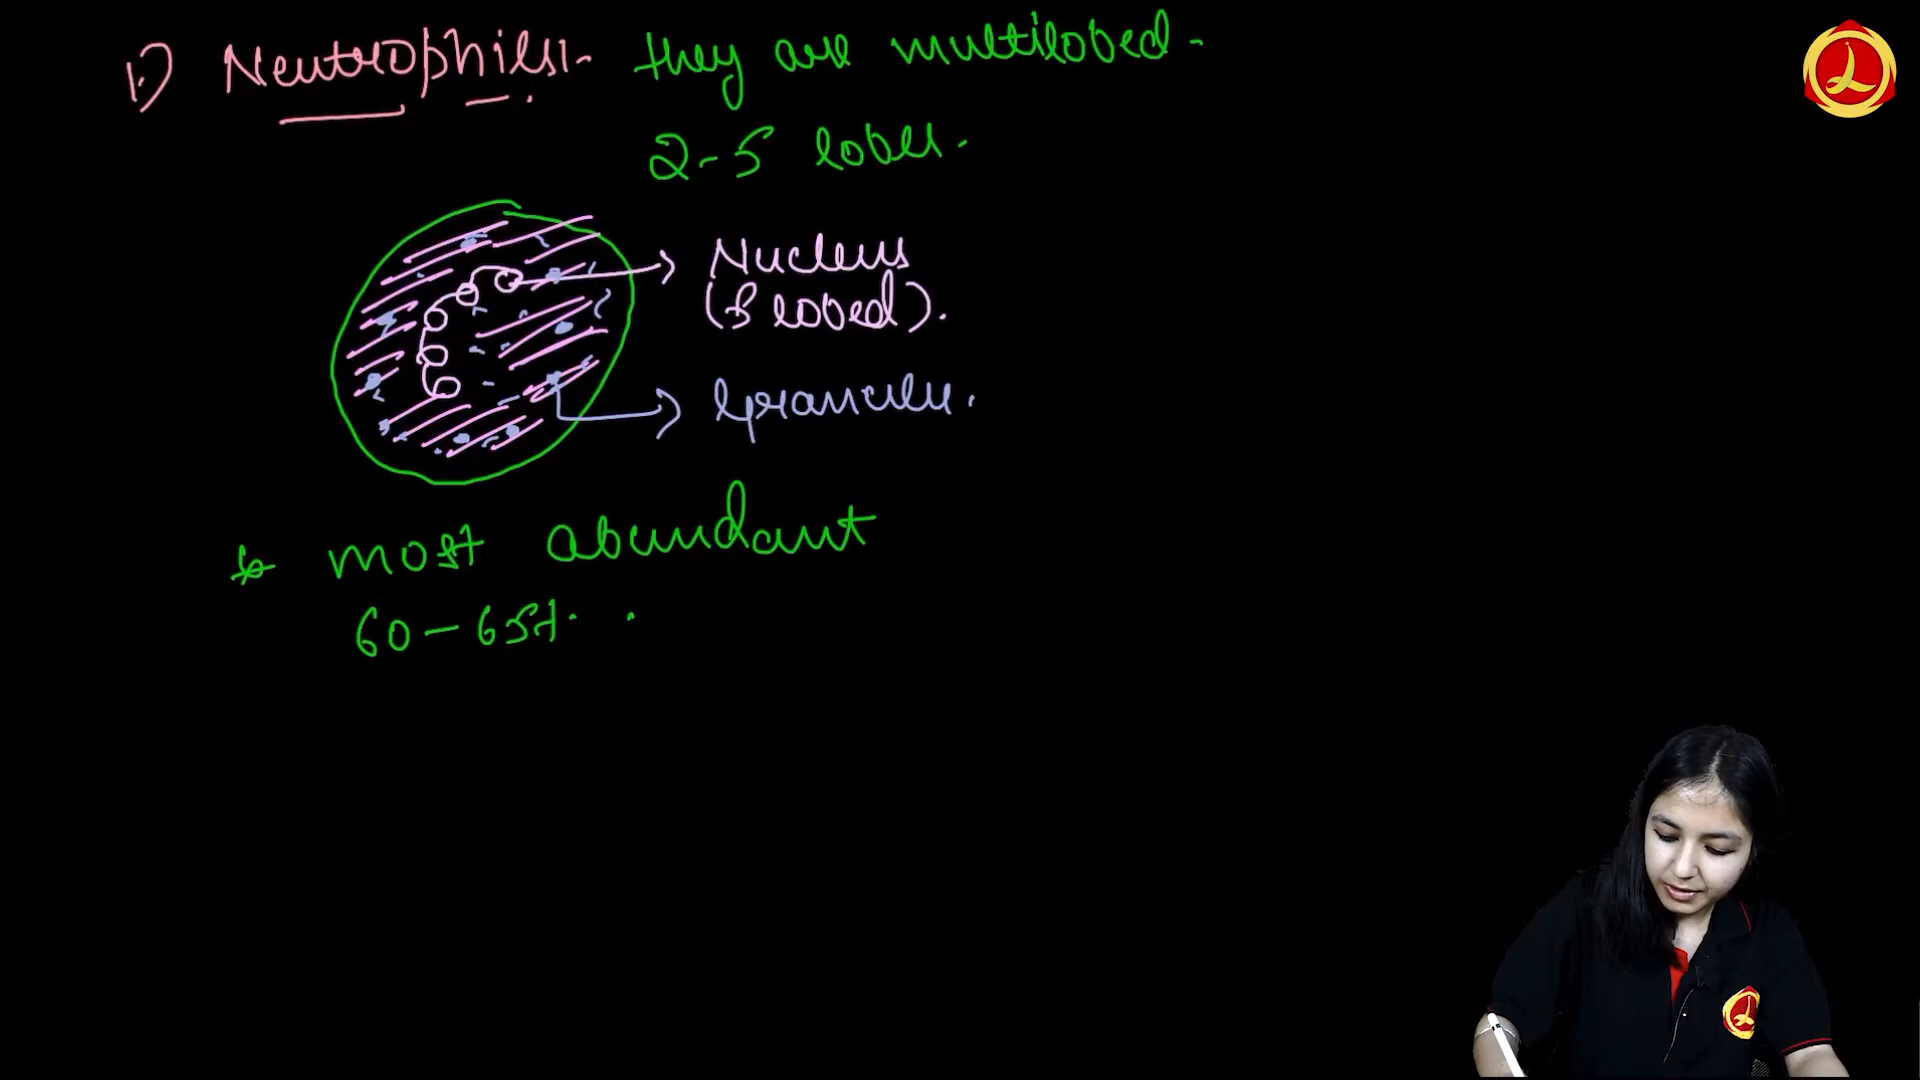 1.) Neutrophils:- they are multilobed.
2-5 lobes.
Nucleus
(5 lobed).
Granules.
* most abundant
60-65%.